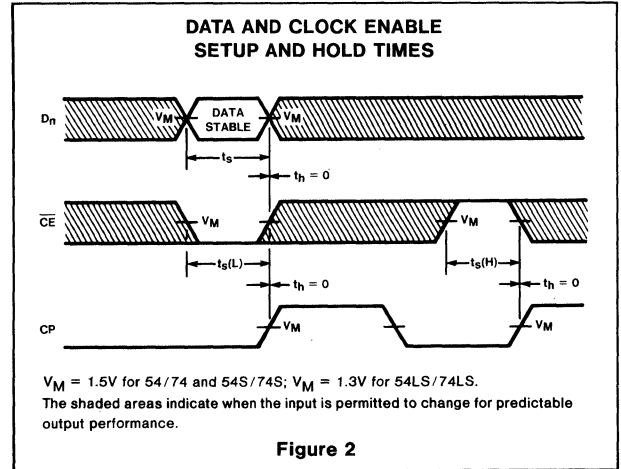 DATA AND CLOCK ENABLE
SETUP AND HOLD TIMES
Dn
VM
DATA
STABLE
VM
ts
th = 0
CE
VM
VM
ts(L)
ts(H)
th = 0
th = 0
CP
VM
VM
VM = 1.5V for 54/74 and 54S/74S; VM = 1.3V for 54LS/74LS.
The shaded areas indicate when the input is permitted to change for predictable
output performance.
Figure 2